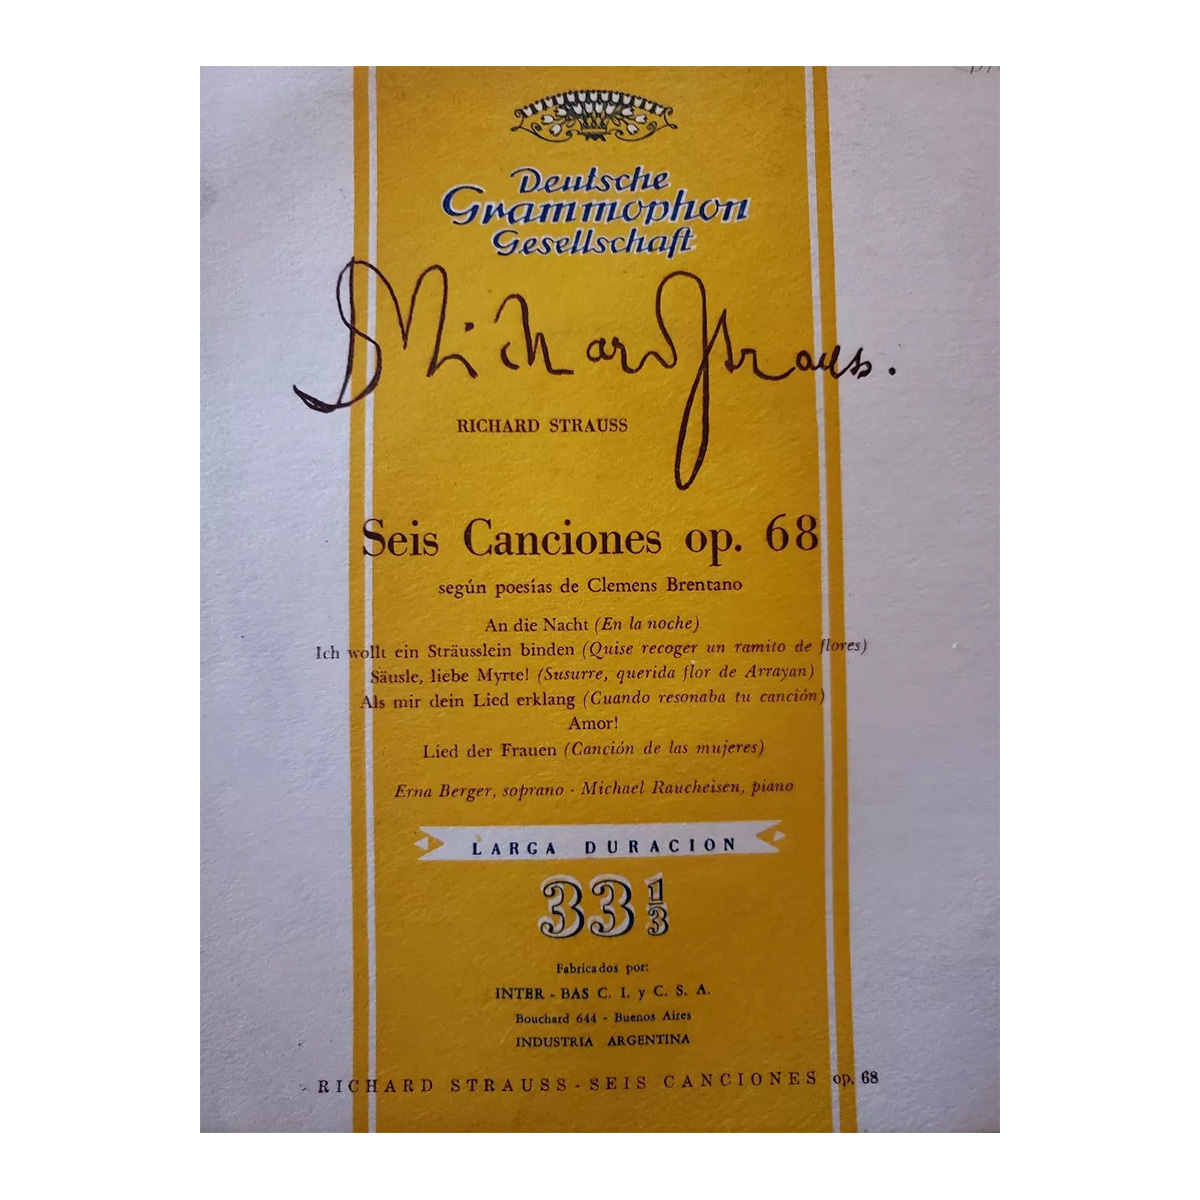 Deutsche
Grammophon
Gesellschaft
Richard Strauss.
RICHARD STRAUSS
Seis Canciones op. 68
según poesías de Clemens Brentano
An die Nacht (En la noche)
Ich wollt ein Sträusslein binden (Quise recoger un ramito de flores)
Säusle, liebe Myrte! (Susurre, querida flor de Arrayan)
Als mir dein Lied erklang (Cuando resonaba tu canción)
Amor!
Lied der Frauen (Canción de las mujeres)
Erna Berger, soprano - Michael Raucheisen, piano
LARGA DURACION
33 1/3
Fabricados por:
INTER - BAS C. I. y C. S. A.
Bouchard 644 - Buenos Aires
INDUSTRIA ARGENTINA
RICHARD STRAUSS - SEIS CANCIONES op. 68